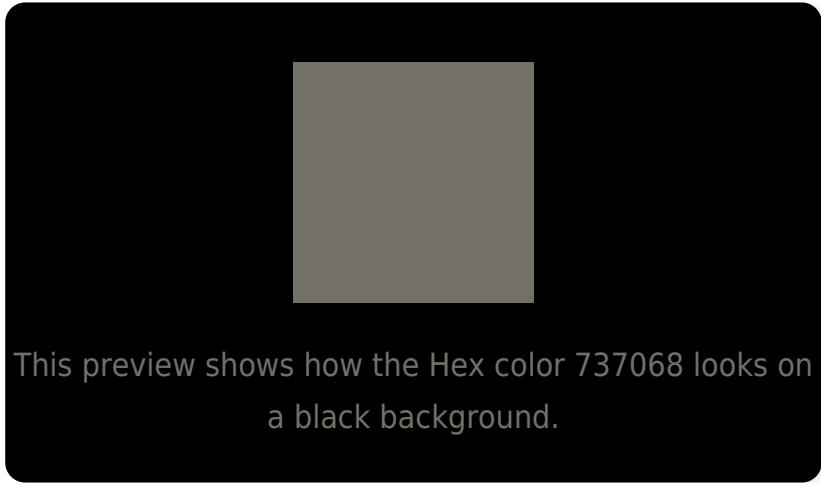 This preview shows how the Hex color 737068 looks on
a black background.